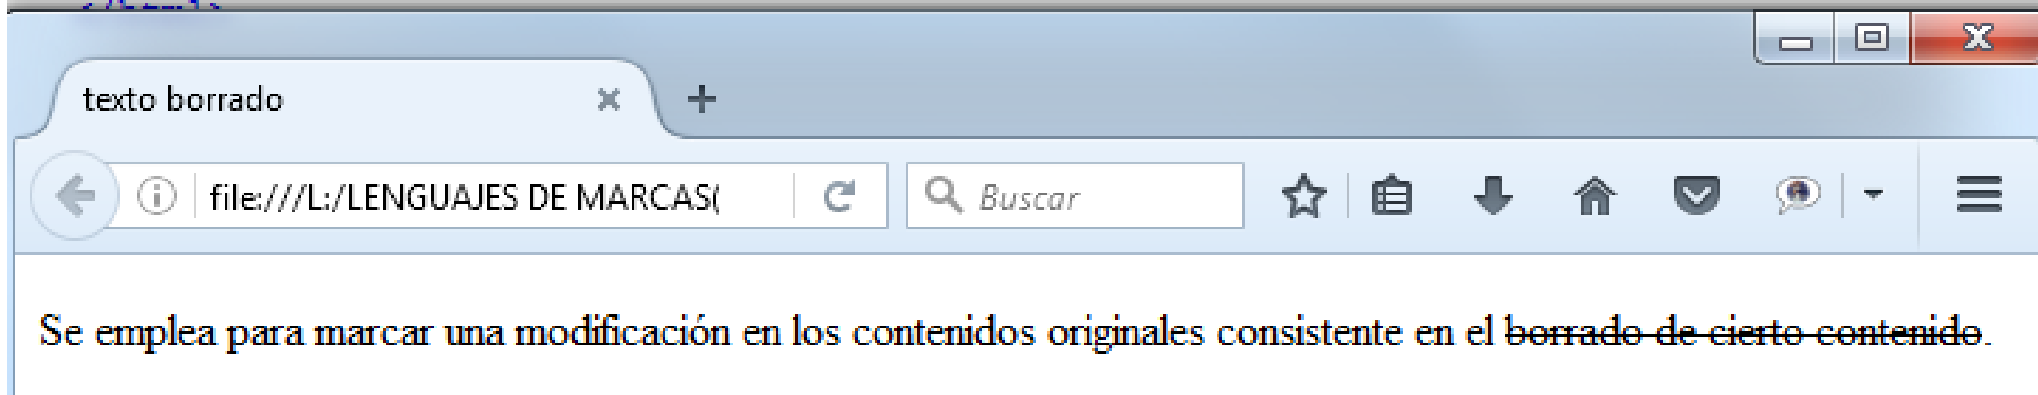 texto borrado
file:///L:/LENGUAJES DE MARCAS(
Buscar
Se emplea para marcar una modificación en los contenidos originales consistente en el borrado de cierto contenido.